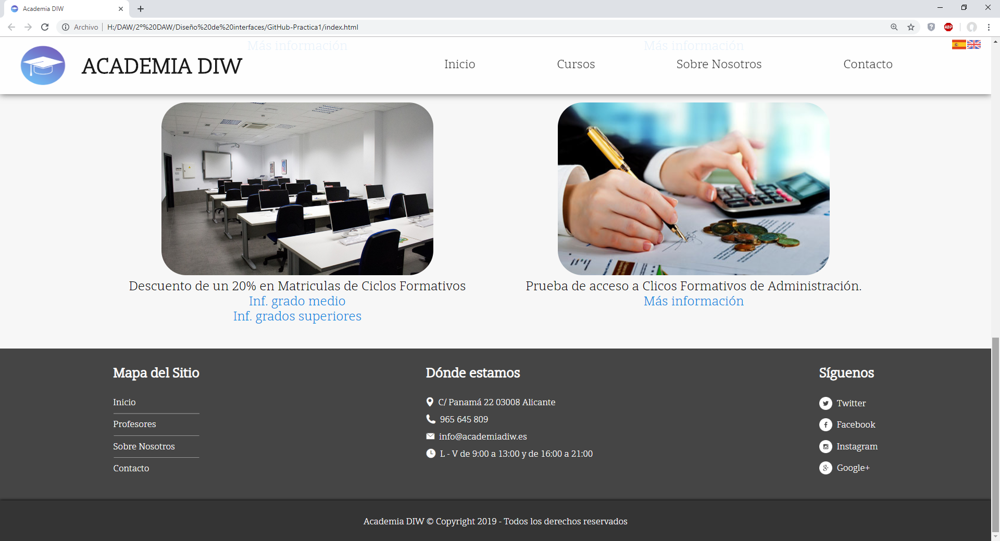 Academia DIW
Archivo
H:/DAW/2º%20DAW/Diseño%20de%20interfaces/GitHub-Practica1/index.html
ABP
Más información
Más información
ACADEMIA DIW
Inicio
Cursos
Sobre Nosotros
Contacto
Descuento de un 20% en Matriculas de Ciclos Formativos
Inf. grado medio
Inf. grados superiores
Prueba de acceso a Clicos Formativos de Administración.
Más información
Mapa del Sitio
Inicio
Profesores
Sobre Nosotros
Contacto
Dónde estamos
C/ Panamá 22 03008 Alicante
965 645 809
info@academiadiw.es
L - V de 9:00 a 13:00 y de 16:00 a 21:00
Síguenos
Twitter
Facebook
Instagram
Google+
Academia DIW © Copyright 2019 - Todos los derechos reservados